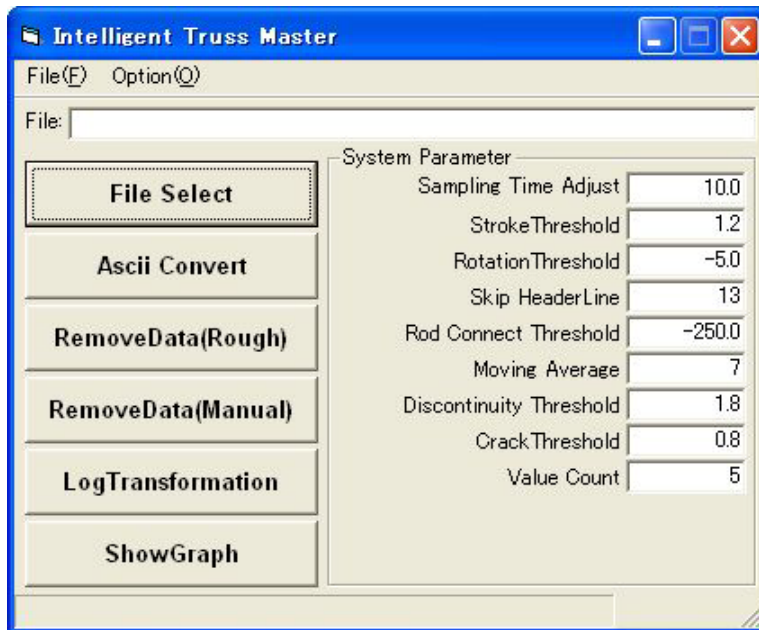 Intelligent Truss Master
File(F) Option(O)
File:
File Select
Ascii Convert
RemoveData(Rough)
RemoveData(Manual)
LogTransformation
ShowGraph
System Parameter
Sampling Time Adjust 10.0
StrokeThreshold 1.2
RotationThreshold -5.0
Skip HeaderLine 13
Rod Connect Threshold -250.0
Moving Average 7
Discontinuity Threshold 1.8
CrackThreshold 0.8
Value Count 5